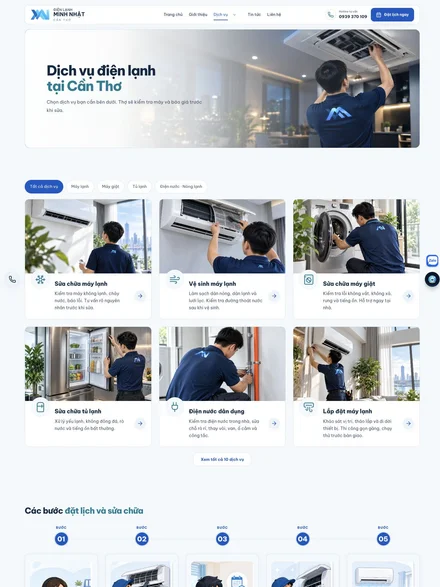 ĐIỆN LẠNH
MINH NHẬT
CẦN THƠ
Trang chủ
Giới thiệu
Dịch vụ
Tin tức
Liên hệ
0939 370 109
Đặt lịch ngay
Dịch vụ điện lạnh
tại Cần Thơ
Chọn dịch vụ bạn cần bên dưới. Thợ sẽ kiểm tra máy và báo giá trước
khi sửa.
Tất cả dịch vụ
Máy lạnh
Máy giặt
Tủ lạnh
Điện nước · Nóng lạnh
Sửa chữa máy lạnh
Kiểm tra máy không lạnh, chảy
nước, báo lỗi. Tư vấn rõ nguyên
nhân trước khi sửa.
Vệ sinh máy lạnh
Làm sạch dàn nóng, dàn lạnh và
lưới lọc. Kiểm tra đường thoát nước
sau khi vệ sinh.
Sửa chữa máy giặt
Kiểm tra lỗi không vắt, không xả,
rung và tiếng ồn. Hỗ trợ ngay tại
nhà.
Sửa chữa tủ lạnh
Xử lý yếu lạnh, không đông đá, rò
nước và tiếng ồn bất thường.
Điện nước dân dụng
Kiểm tra điện nước trong nhà, sửa
chỗ rò rỉ, thay vòi, van, ổ cắm và
công tắc.
Lắp đặt máy lạnh
Khảo sát vị trí, tháo lắp và di dời
thiết bị. Thi công gọn gàng, chạy
thử trước bàn giao.
Xem tất cả 10 dịch vụ
Các bước đặt lịch và sửa chữa
BƯỚC
01
BƯỚC
02
BƯỚC
03
BƯỚC
04
BƯỚC
05